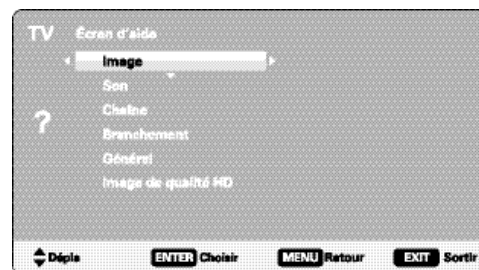 TV Écran d'aide
Image
Son
Chaîne
?
Branchement
Général
Image de qualité HD
Dépla ENTER Choisir MENU Retour EXIT Sortir